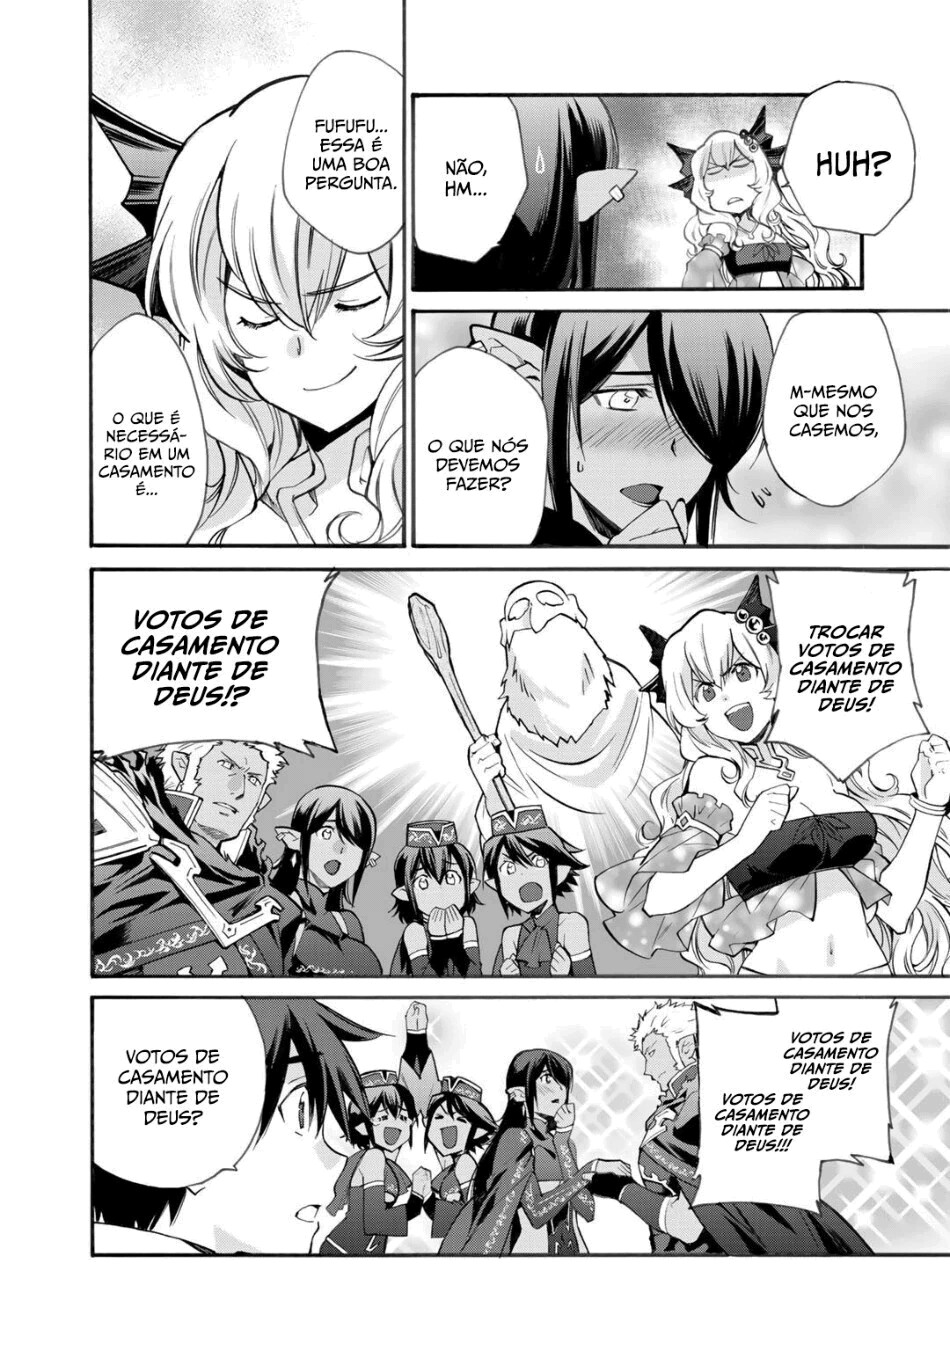 HUH?
NÃO,
HM...
M-MESMO
QUE NOS
CASEMOS,
O QUE NÓS
DEVEMOS
FAZER?
FUFUFU...
ESSA É
UMA BOA
PERGUNTA.
O QUE É
NECESSÁ-
RIO EM UM
CASAMENTO
É...
TROCAR
VOTOS DE
CASAMENTO
DIANTE DE
DEUS!
VOTOS DE
CASAMENTO
DIANTE DE
DEUS!?
VOTOS DE
CASAMENTO
DIANTE DE
DEUS!
VOTOS DE
CASAMENTO
DIANTE DE
DEUS!!!
VOTOS DE
CASAMENTO
DIANTE DE
DEUS?